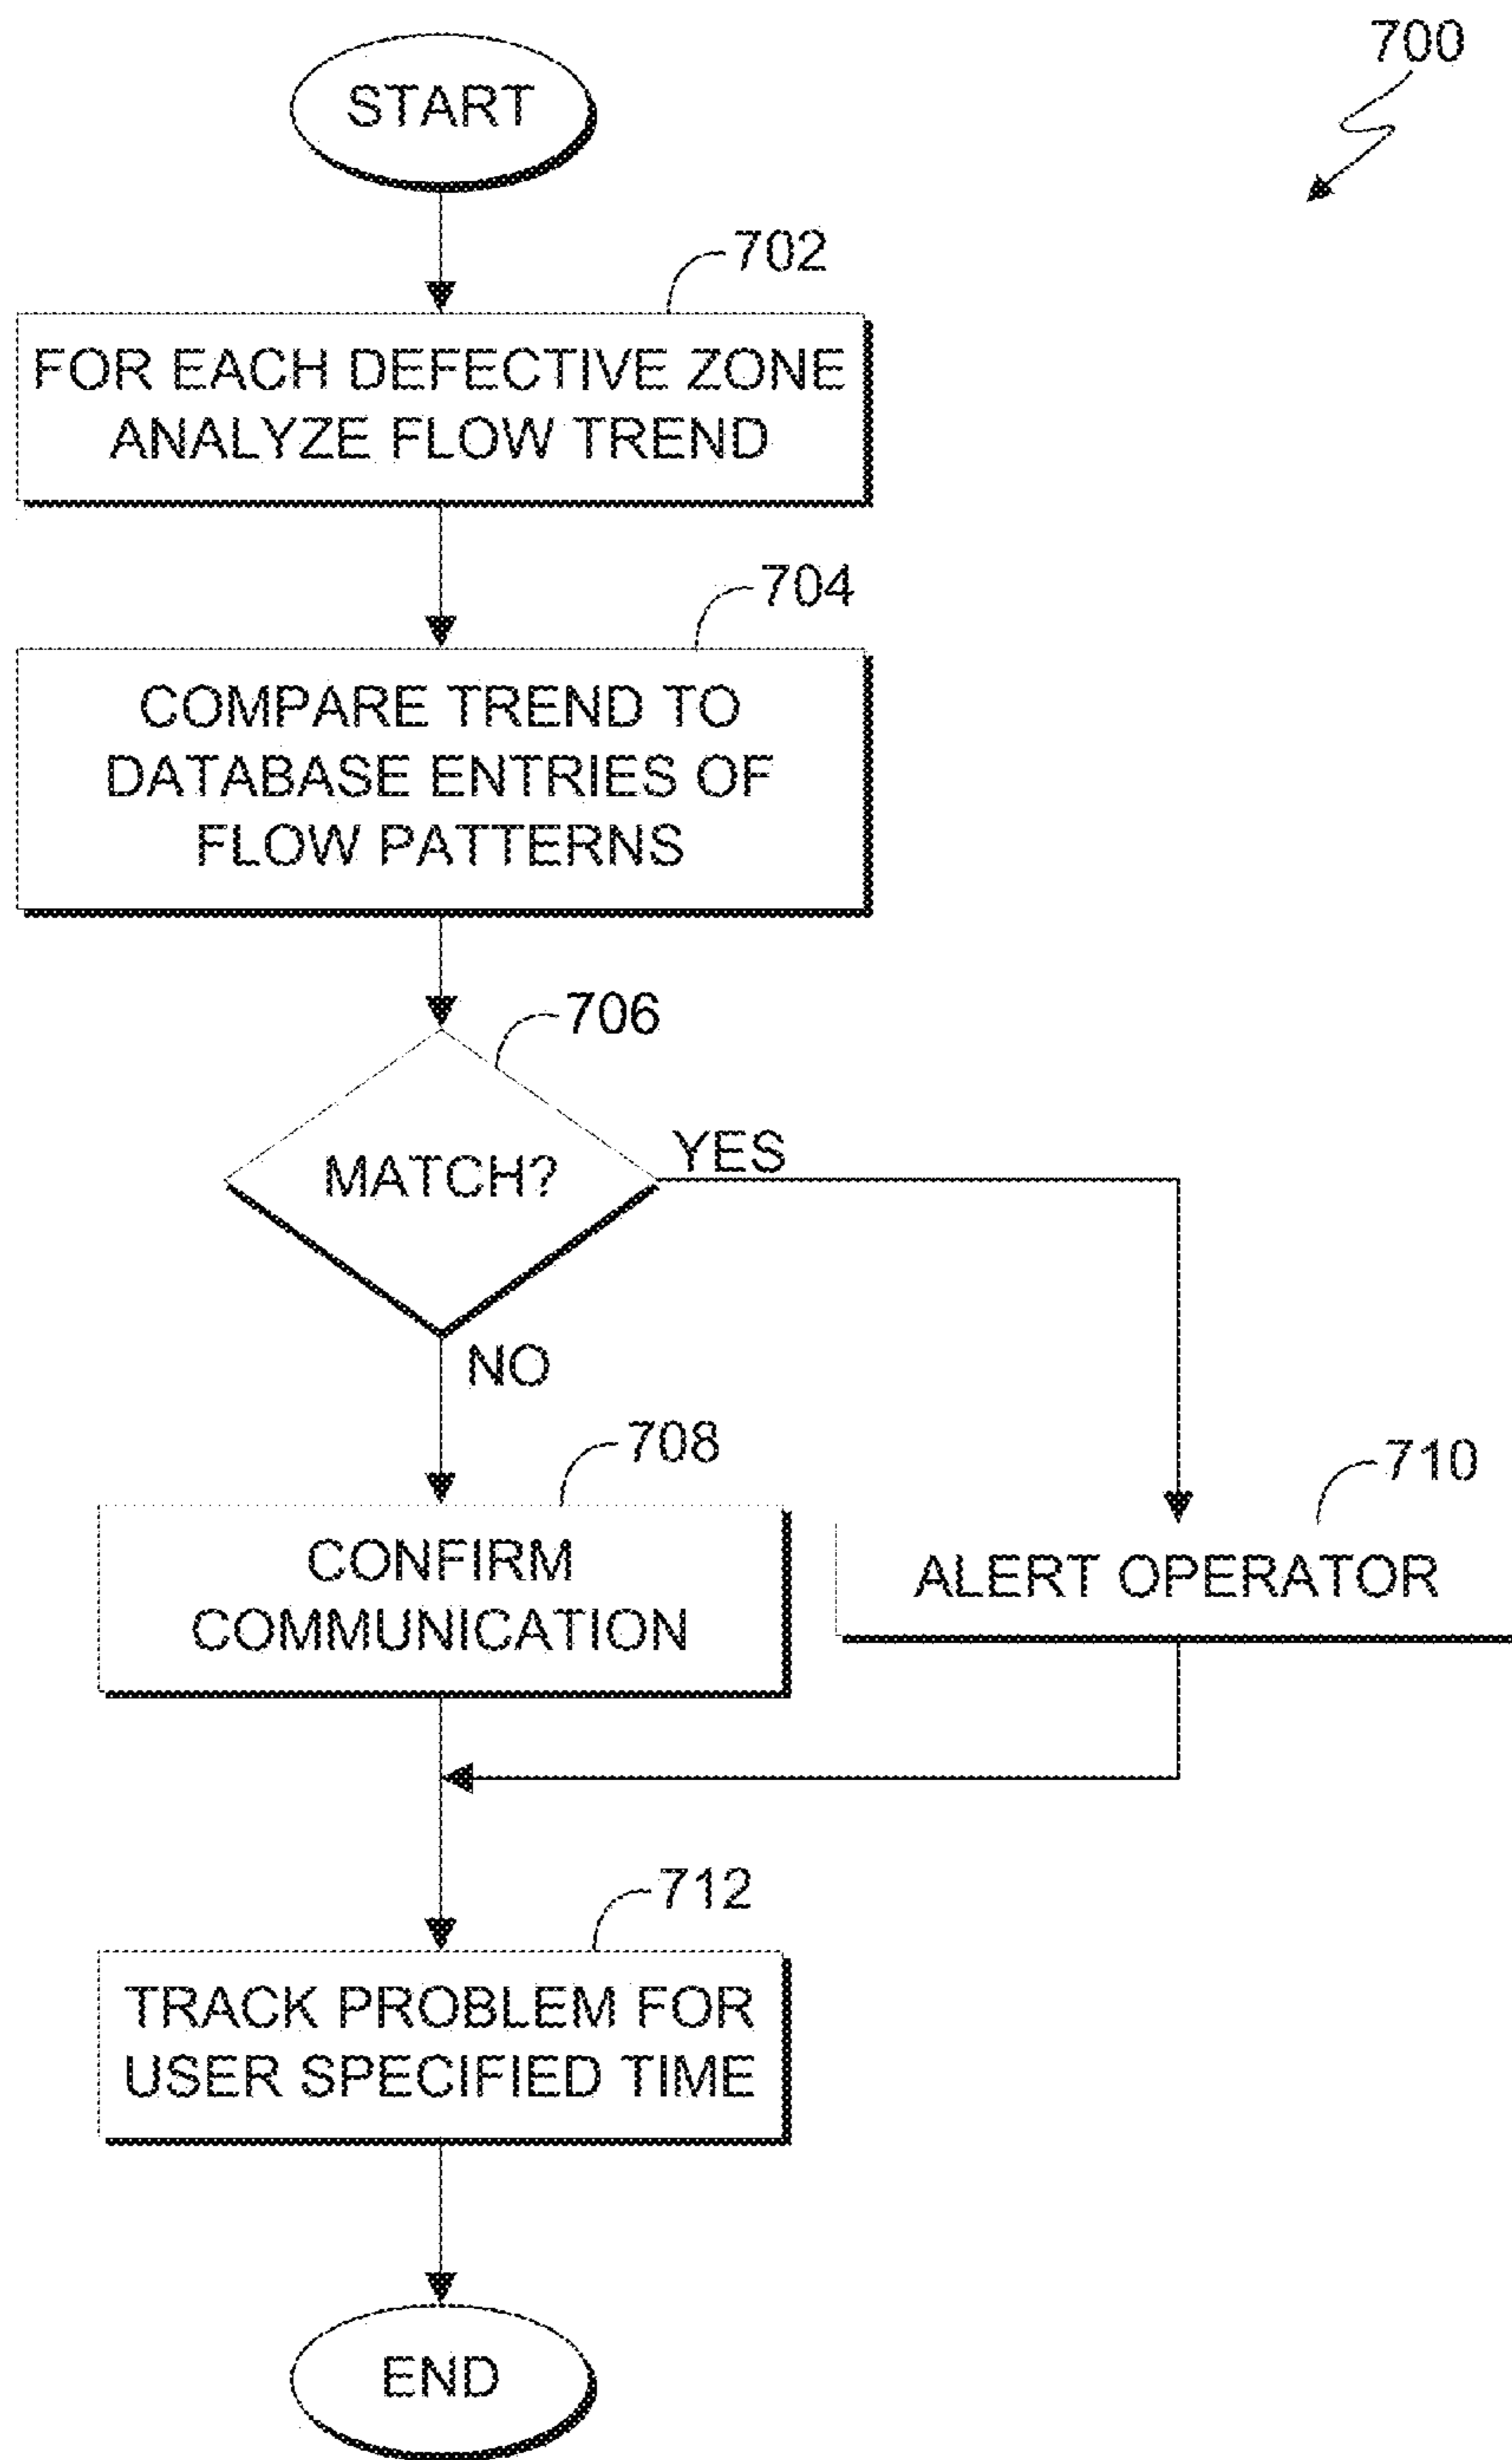 700
START
702
FOR EACH DEFECTIVE ZONE
ANALYZE FLOW TREND
704
COMPARE TREND TO
DATABASE ENTRIES OF
FLOW PATTERNS
706
MATCH?
YES
NO
708
CONFIRM
COMMUNICATION
710
ALERT OPERATOR
712
TRACK PROBLEM FOR
USER SPECIFIED TIME
END